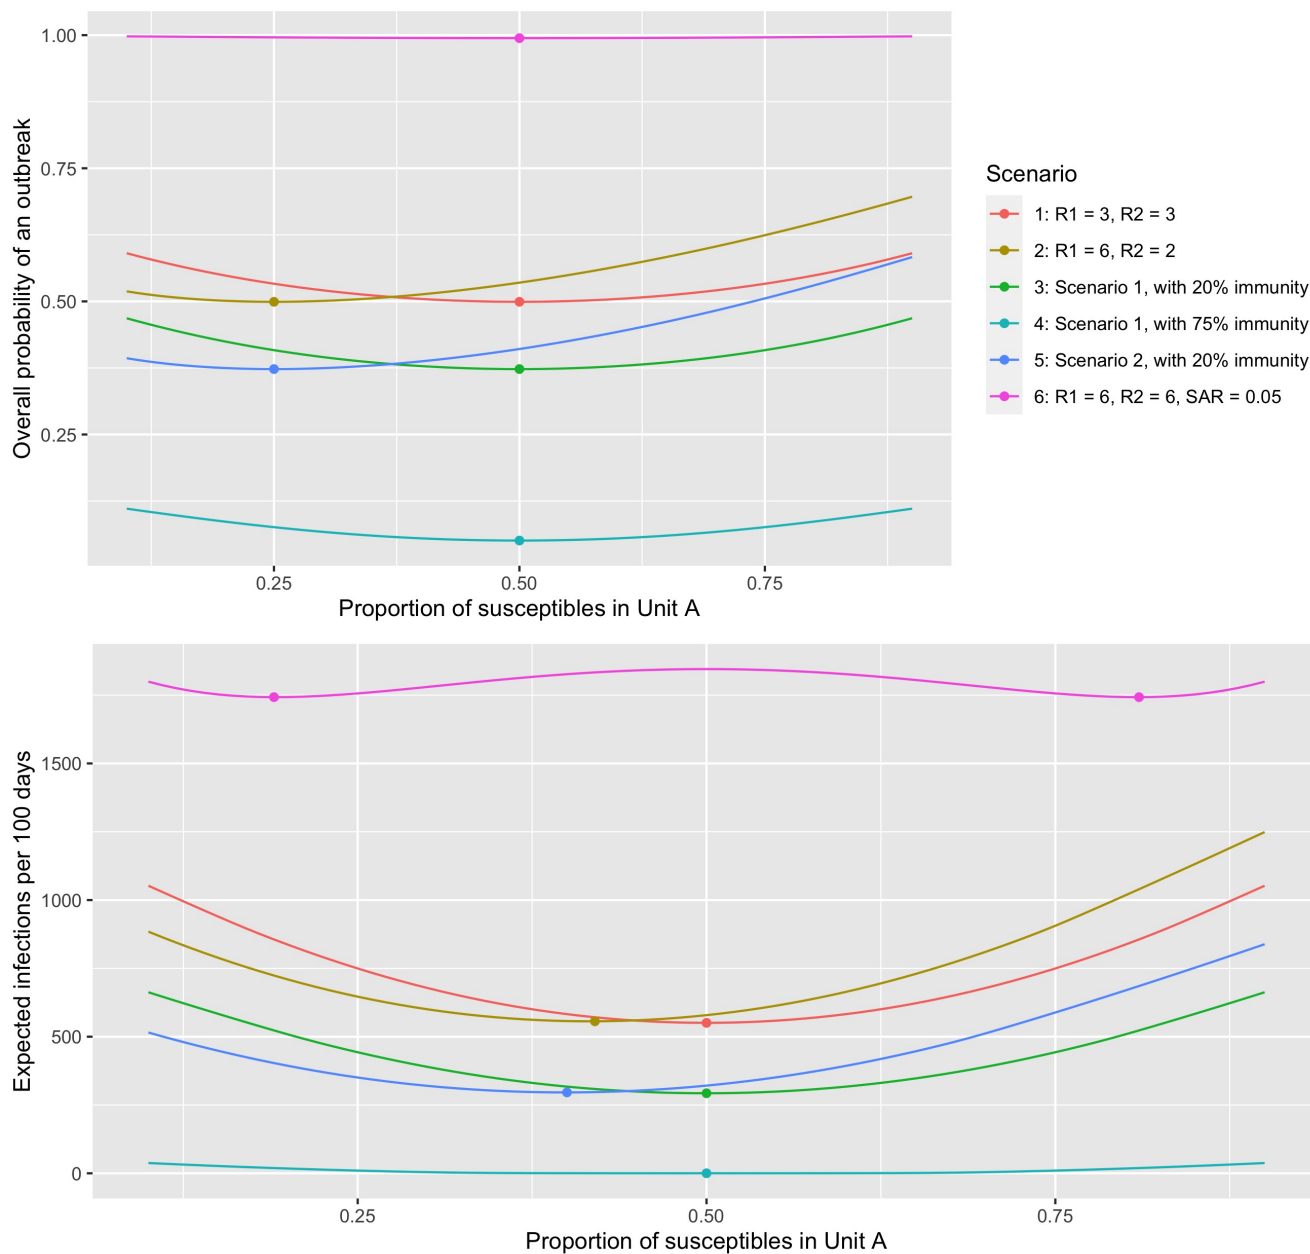 Overall probability of an outbreak
1.00
0.75
0.50
0.25
0.25 0.50 0.75
Proportion of susceptibles in Unit A
Scenario
1: R1 = 3, R2 = 3
2: R1 = 6, R2 = 2
3: Scenario 1, with 20% immunity
4: Scenario 1, with 75% immunity
5: Scenario 2, with 20% immunity
6: R1 = 6, R2 = 6, SAR = 0.05
Expected infections per 100 days
1500
1000
500
0
0.25 0.50 0.75
Proportion of susceptibles in Unit A